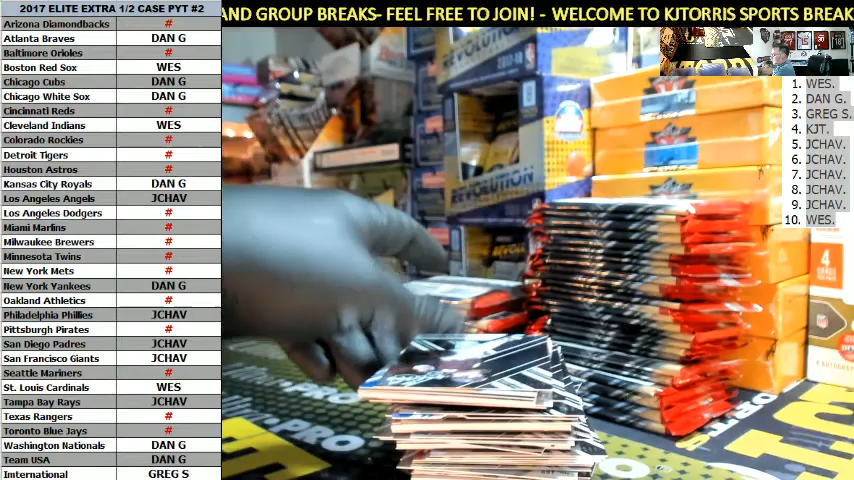 2017 ELITE EXTRA 1/2 CASE PYT #2
AND GROUP BREAKS- FEEL FREE TO JOIN! - WELCOME TO KJTORRIS SPORTS BREAK
Arizona Diamondbacks #
Atlanta Braves DAN G
Baltimore Orioles #
Boston Red Sox WES
Chicago Cubs DAN G
Chicago White Sox DAN G
Cincinnati Reds #
Cleveland Indians WES
Colorado Rockies #
Detroit Tigers #
Houston Astros #
Kansas City Royals DAN G
Los Angeles Angels JCHAV
Los Angeles Dodgers #
Miami Marlins #
Milwaukee Brewers #
Minnesota Twins #
New York Mets #
New York Yankees DAN G
Oakland Athletics #
Philadelphia Phillies JCHAV
Pittsburgh Pirates #
San Diego Padres JCHAV
San Francisco Giants JCHAV
Seattle Mariners #
St. Louis Cardinals WES
Tampa Bay Rays JCHAV
Texas Rangers #
Toronto Blue Jays #
Washington Nationals DAN G
Team USA DAN G
International GREG S
1. WES.
2. DAN G.
3. GREG S.
4. KJT.
5. JCHAV.
6. JCHAV.
7. JCHAV.
8. JCHAV.
9. JCHAV.
10. WES.
2017-18
REVOLUTION
REVOLUTION
4
CARDS
NFL
PRO